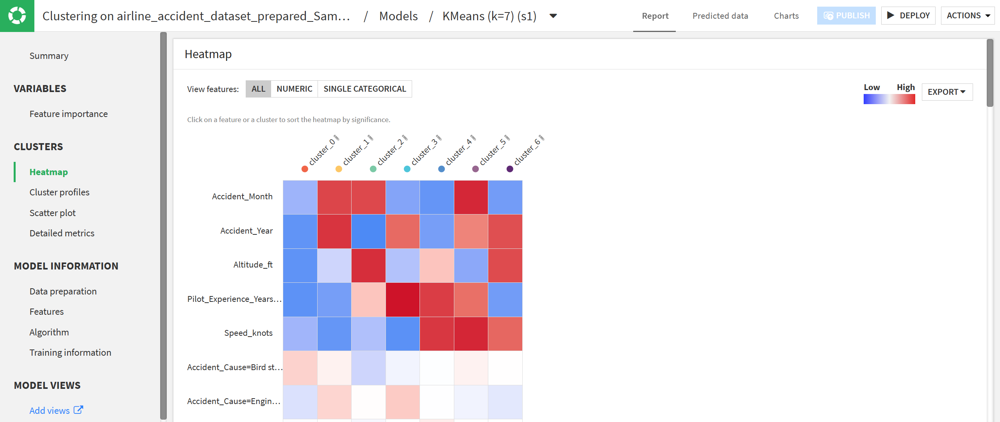 Clustering on airline_accident_dataset_prepared_Sam... / Models / KMeans (k=7) (s1)
Report Predicted data Charts PUBLISH DEPLOY ACTIONS
Summary
VARIABLES
Feature importance
CLUSTERS
Heatmap
Cluster profiles
Scatter plot
Detailed metrics
MODEL INFORMATION
Data preparation
Features
Algorithm
Training information
MODEL VIEWS
Add views
Heatmap
View features: ALL NUMERIC SINGLE CATEGORICAL
Low High
EXPORT
Click on a feature or a cluster to sort the heatmap by significance.
cluster_0 cluster_1 cluster_2 cluster_3 cluster_4 cluster_5 cluster_6
Accident_Month
Accident_Year
Altitude_ft
Pilot_Experience_Years...
Speed_knots
Accident_Cause=Bird st...
Accident_Cause=Engin...